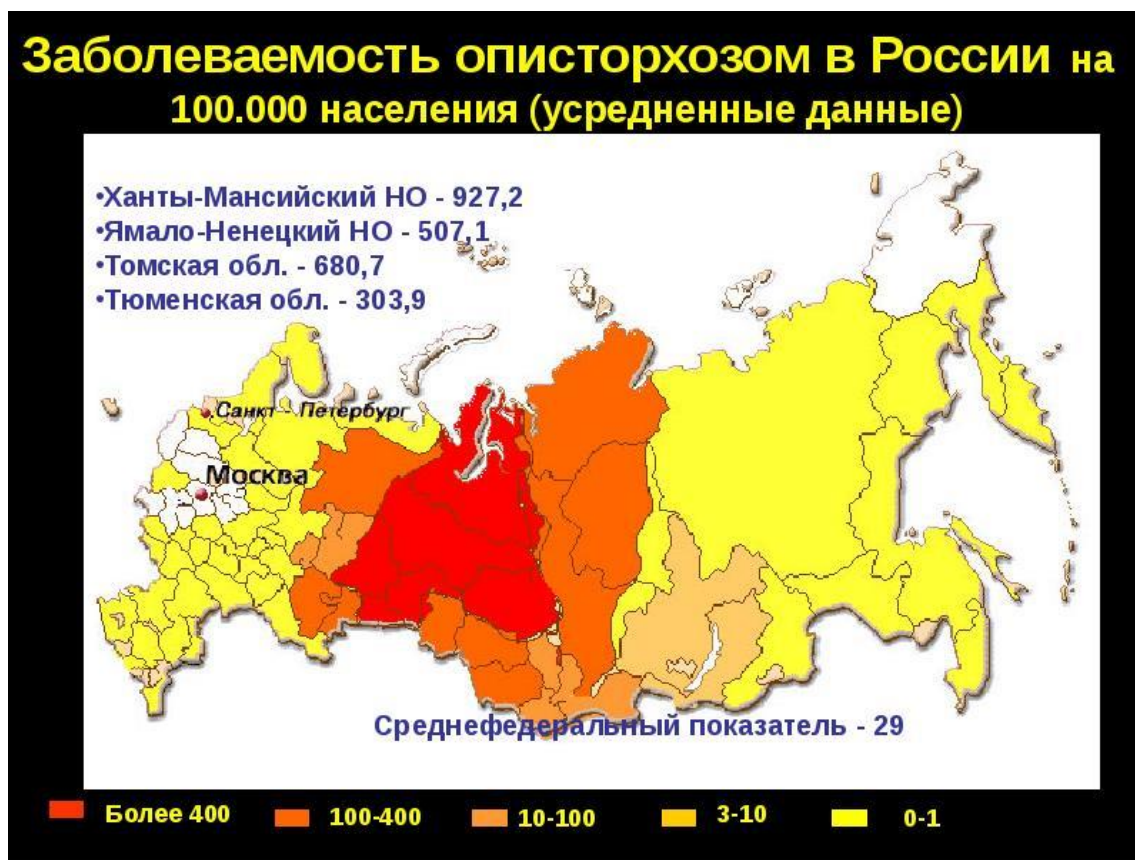 Заболеваемость описторхозом в России на
100.000 населения (усредненные данные)
•Ханты-Мансийский НО - 927,2
•Ямало-Ненецкий НО - 507,1
•Томская обл. - 680,7
•Тюменская обл. - 303,9
Санкт - Петербург
Москва
Среднефедеральный показатель - 29
Более 400
100-400
10-100
3-10
0-1